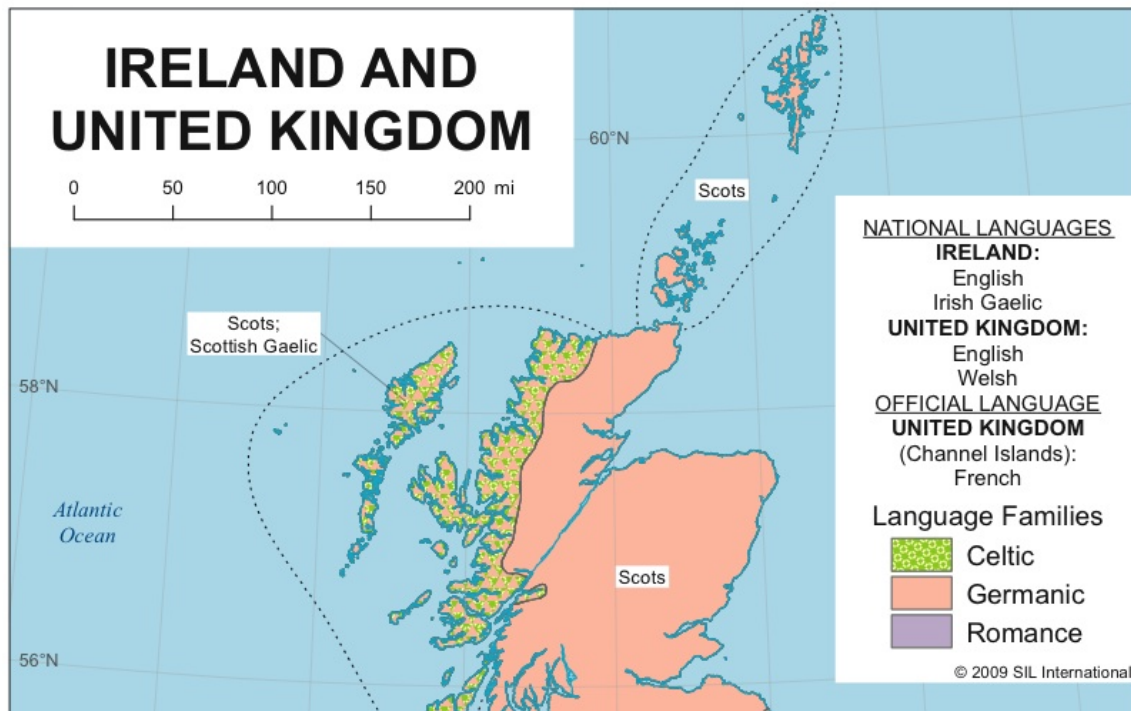 IRELAND AND
UNITED KINGDOM
0 50 100 150 200 mi
60°N
Scots
Scots;
Scottish Gaelic
58°N
Atlantic
Ocean
Scots
56°N
NATIONAL LANGUAGES
IRELAND:
English
Irish Gaelic
UNITED KINGDOM:
English
Welsh
OFFICIAL LANGUAGE
UNITED KINGDOM
(Channel Islands):
French
Language Families
Celtic
Germanic
Romance
© 2009 SIL International